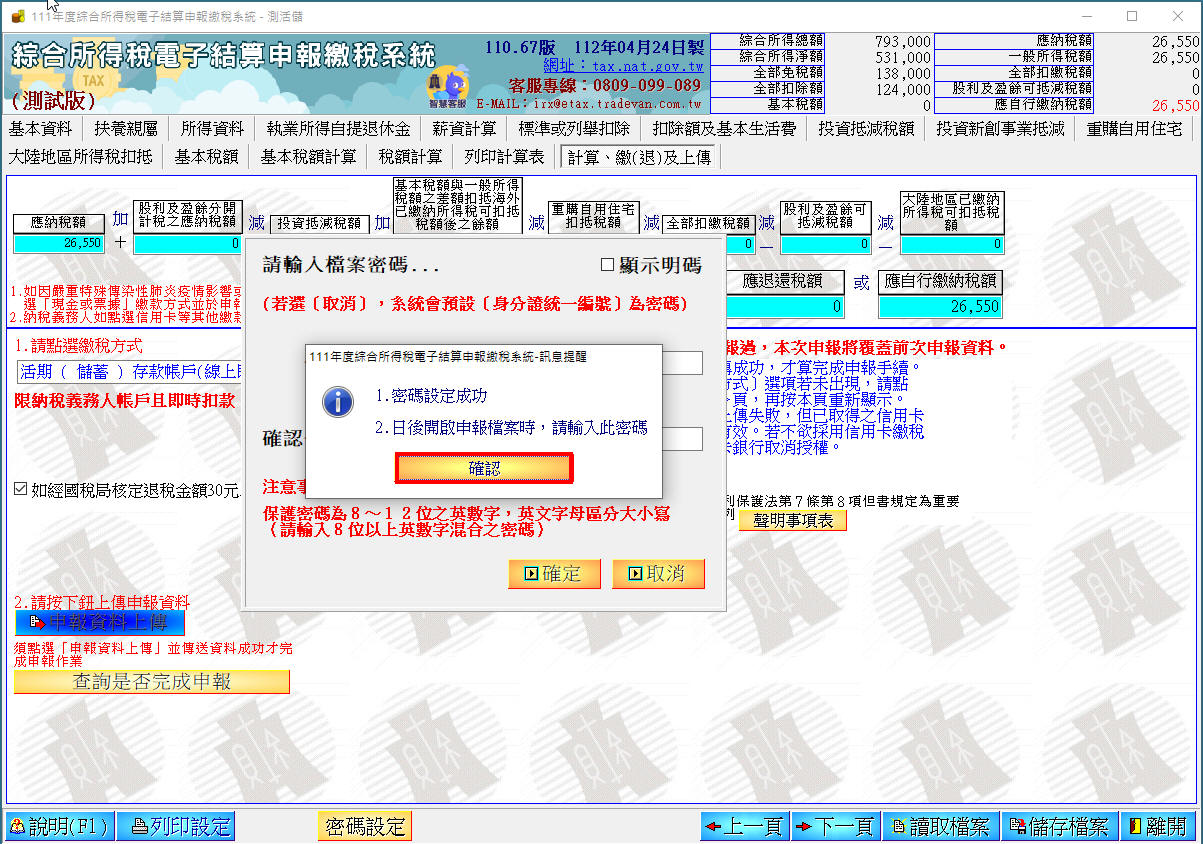 111年度綜合所得稅電子結算申報繳稅系統 - 測活儲
綜合所得稅電子結算申報繳稅系統
TAX
(測試版)
智慧客服
110.67版 112年04月24日製
網址：tax.nat.gov.tw
客服專線：0809-099-089
E-MAIL：irx@etax.tradevan.com.tw
綜合所得總額 793,000 應納稅額 26,550
綜合所得淨額 531,000 一般所得稅額 26,550
全部免稅額 138,000 全部扣繳稅額 0
全部扣除額 124,000 股利及盈餘可抵減稅額 0
基本稅額 0 應自行繳納稅額 26,550
基本資料 扶養親屬 所得資料 執業所得自提退休金 薪資計算 標準或列舉扣除 扣除額及基本生活費 投資抵減稅額 投資新創事業抵減 重購自用住宅
大陸地區所得稅扣抵 基本稅額 基本稅額計算 稅額計算 列印計算表 計算、繳(退)及上傳
應納稅額
26,550
加
+
股利及盈餘分開計稅之應納稅額
0
減
投資抵減稅額
加
基本稅額與一般所得稅額之差額扣抵海外已繳納所得稅可扣抵稅額後之餘額
減
重購自用住宅扣抵稅額
減
全部扣繳稅額
0
減
—
股利及盈餘可抵減稅額
0
減
—
大陸地區已繳納所得稅可扣抵稅額
0
應退還稅額
0
或
應自行繳納稅額
26,550
1.如因嚴重特殊傳染性肺炎疫情影響或
選「現金或票據」繳款方式並於申報
2.納稅義務人如點選信用卡等其他繳款
1.請點選繳稅方式
活期（ 儲蓄 ）存款帳戶(線上
限納稅義務人帳戶且即時扣款
如經國稅局核定退稅金額30元
2.請按下鈕上傳申報資料
申報資料上傳
須點選「申報資料上傳」並傳送資料成功才完
成申報作業
查詢是否完成申報
報過，本次申報將覆蓋前次申報資料。
成功，才算完成申報手續。
方式〕選項若未出現，請點
頁，再按本頁重新顯示。
上傳失敗，但已取得之信用卡
有效。若不欲採用信用卡繳稅
卡銀行取消授權。
保護法第７條第８項但書規定為重要
列
聲明事項表
請輸入檔案密碼...
顯示明碼
(若選〔取消〕，系統會預設〔身分證統一編號〕為密碼)
確認
注意事
保護密碼為８～１２位之英數字，英文字母區分大小寫
（請輸入８位以上英數字混合之密碼）
確定
取消
111年度綜合所得稅電子結算申報繳稅系統-訊息提醒
1.密碼設定成功
2.日後開啟申報檔案時，請輸入此密碼
確認
說明(F1) 列印設定 密碼設定 上一頁 下一頁 讀取檔案 儲存檔案 離開